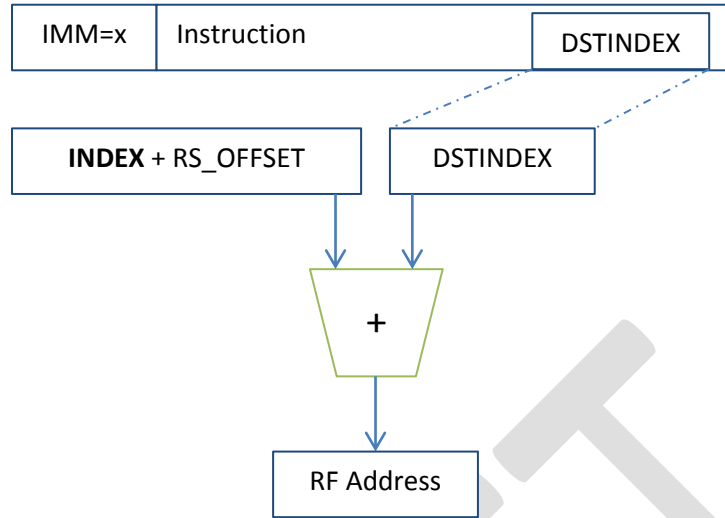 IMM=x Instruction DSTINDEX
INDEX + RS_OFFSET DSTINDEX
+
RF Address